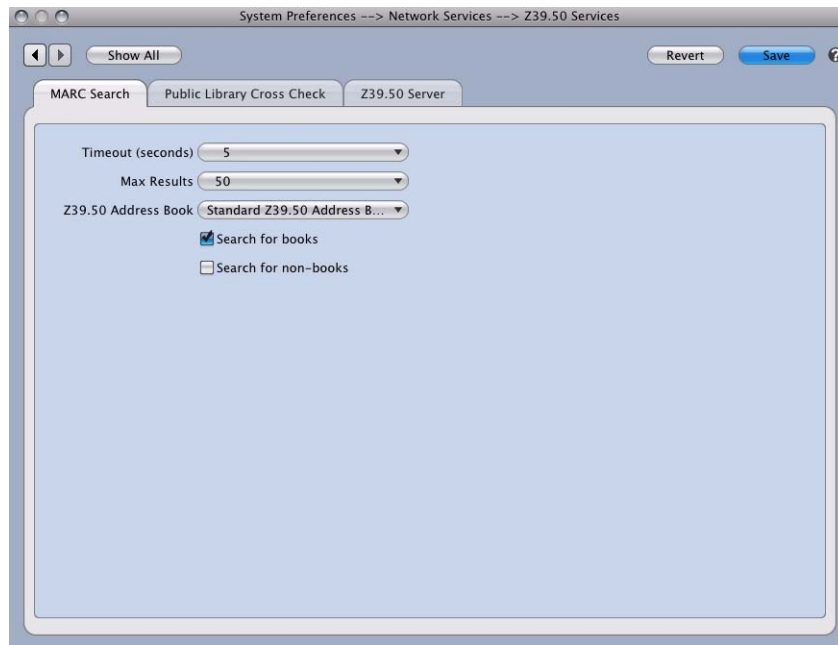 System Preferences --> Network Services --> Z39.50 Services
Show All
Revert
Save
?
MARC Search
Public Library Cross Check
Z39.50 Server
Timeout (seconds) 5
Max Results 50
Z39.50 Address Book Standard Z39.50 Address B...
Search for books
Search for non-books